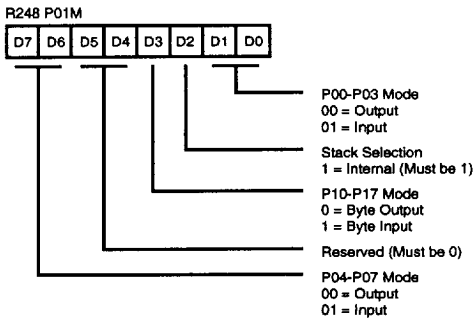 R248 P01M
D7 D6 D5 D4 D3 D2 D1 D0
P00-P03 Mode
00 = Output
01 = Input
Stack Selection
1 = Internal (Must be 1)
P10-P17 Mode
0 = Byte Output
1 = Byte Input
Reserved (Must be 0)
P04-P07 Mode
00 = Output
01 = Input